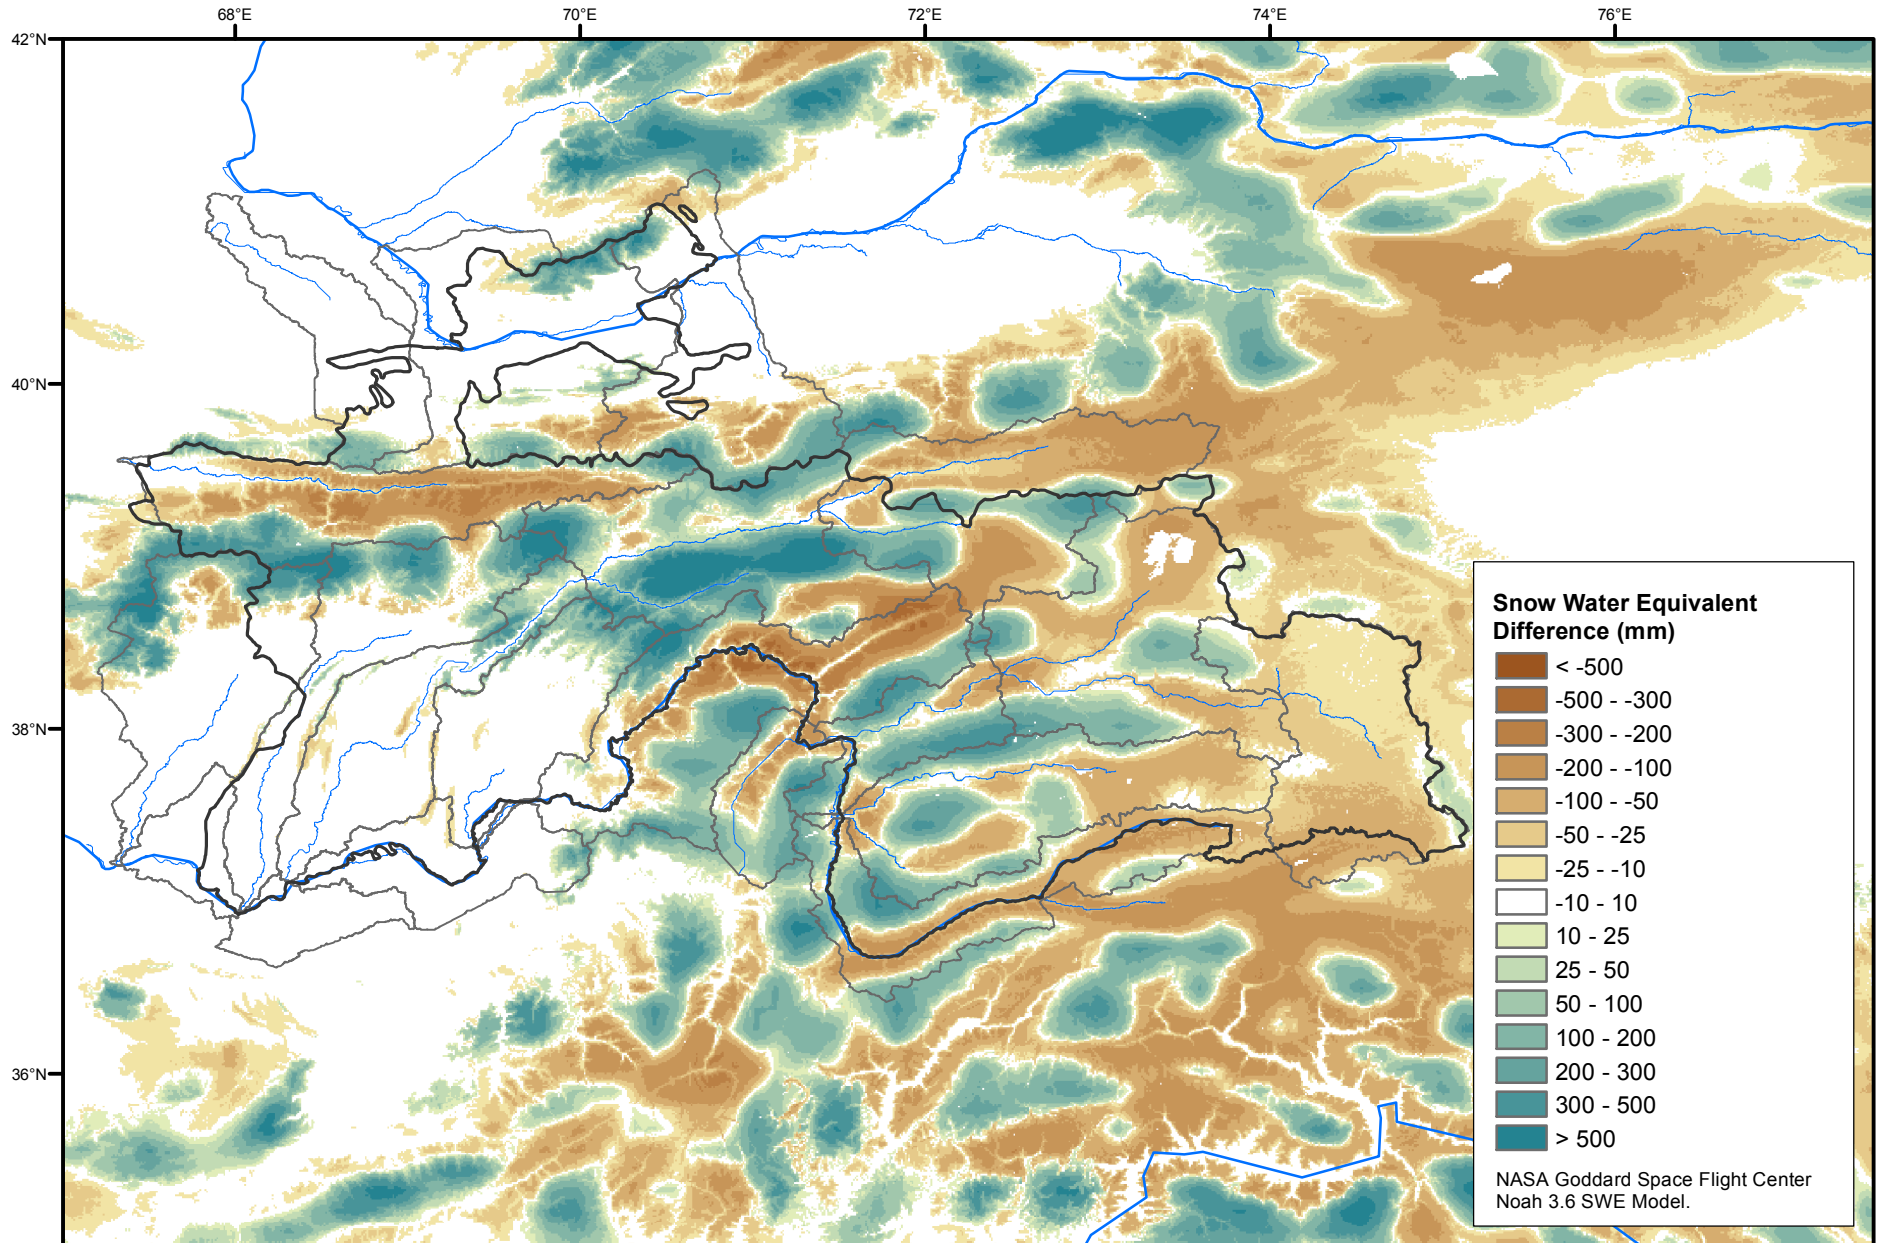 68°E 70°E 72°E 74°E 76°E
42°N
40°N
38°N
36°N
Snow Water Equivalent
Difference (mm)
< -500
-500 - -300
-300 - -200
-200 - -100
-100 - -50
-50 - -25
-25 - -10
-10 - 10
10 - 25
25 - 50
50 - 100
100 - 200
200 - 300
300 - 500
> 500
NASA Goddard Space Flight Center
Noah 3.6 SWE Model.